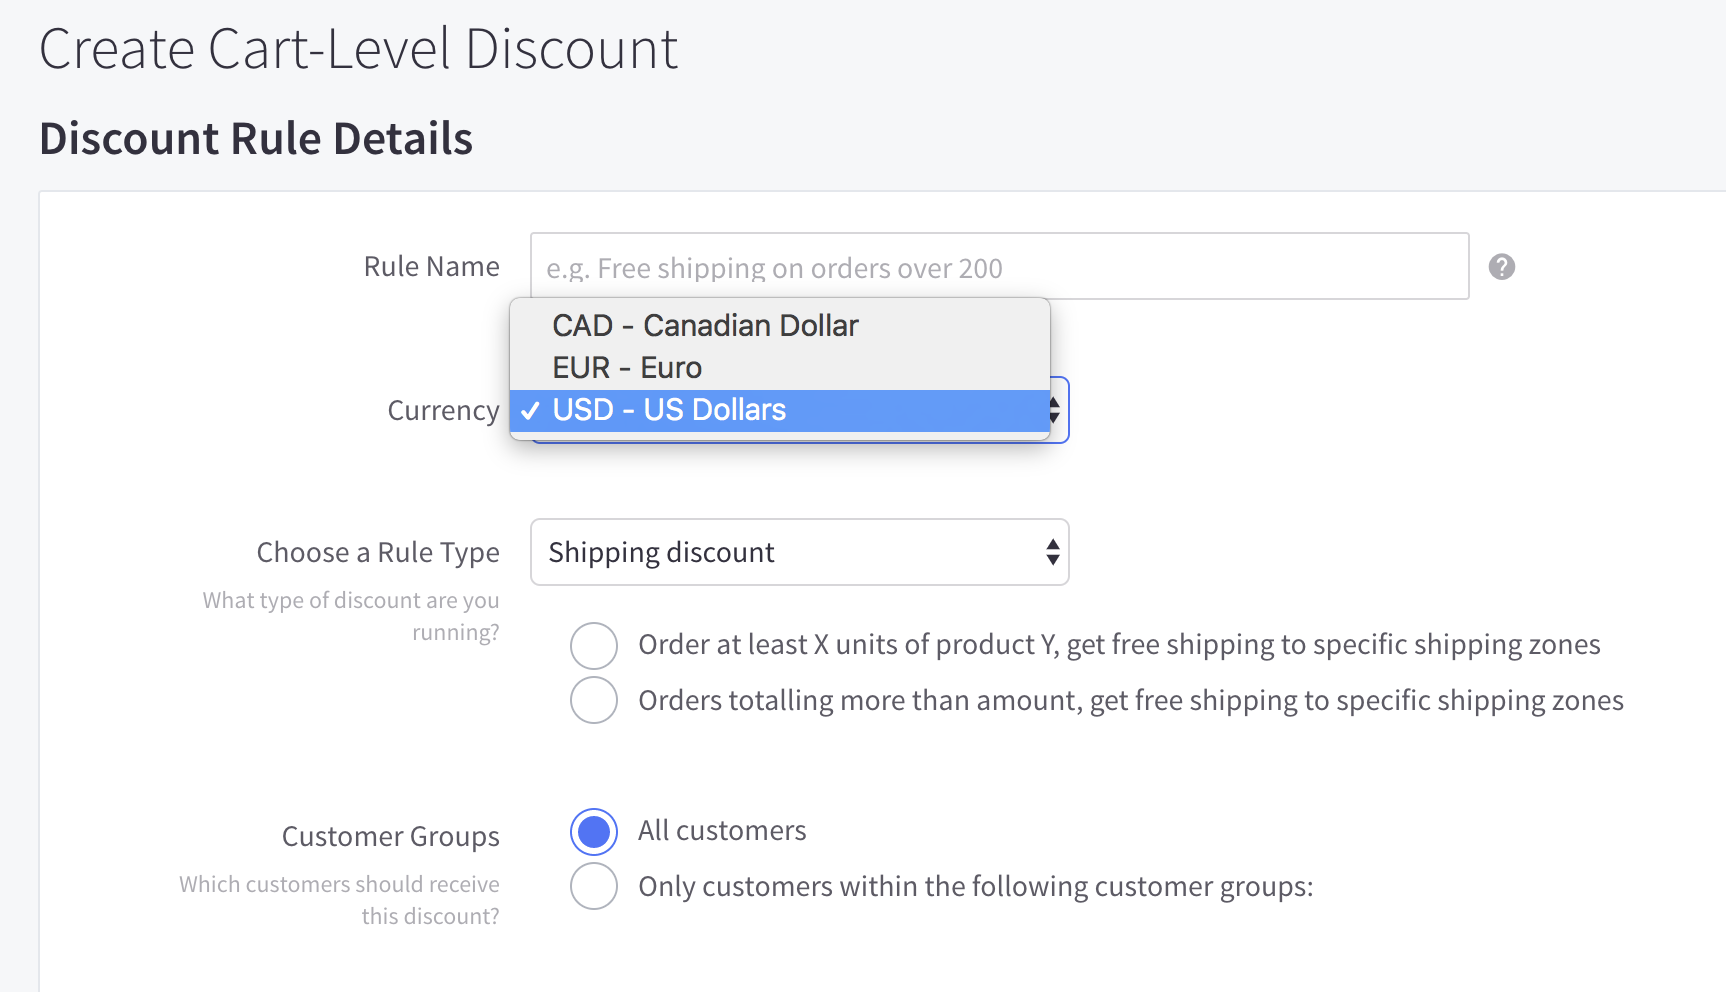 Create Cart-Level Discount
Discount Rule Details
Rule Name
e.g. Free shipping on orders over 200
?
CAD - Canadian Dollar
EUR - Euro
Currency
✓ USD - US Dollars
Choose a Rule Type
Shipping discount
What type of discount are you
running?
Order at least X units of product Y, get free shipping to specific shipping zones
Orders totalling more than amount, get free shipping to specific shipping zones
Customer Groups
All customers
Which customers should receive
this discount?
Only customers within the following customer groups: